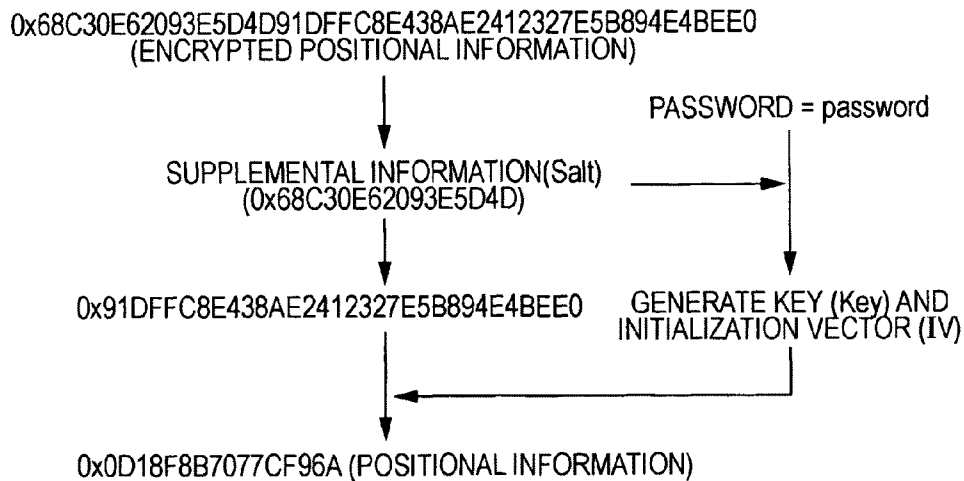 0x68C30E62093E5D4D91DFFC8E438AE2412327E5B894E4BEE0
(ENCRYPTED POSITIONAL INFORMATION)
PASSWORD = password
SUPPLEMENTAL INFORMATION(Salt)
(0x68C30E62093E5D4D)
0x91DFFC8E438AE2412327E5B894E4BEE0
GENERATE KEY (Key) AND
INITIALIZATION VECTOR (IV)
0x0D18F8B7077CF96A (POSITIONAL INFORMATION)